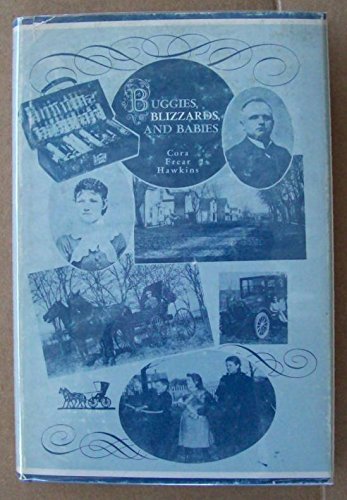 BUGGIES,
BLIZZARDS,
AND BABIES
Cora
Frear
Hawkins